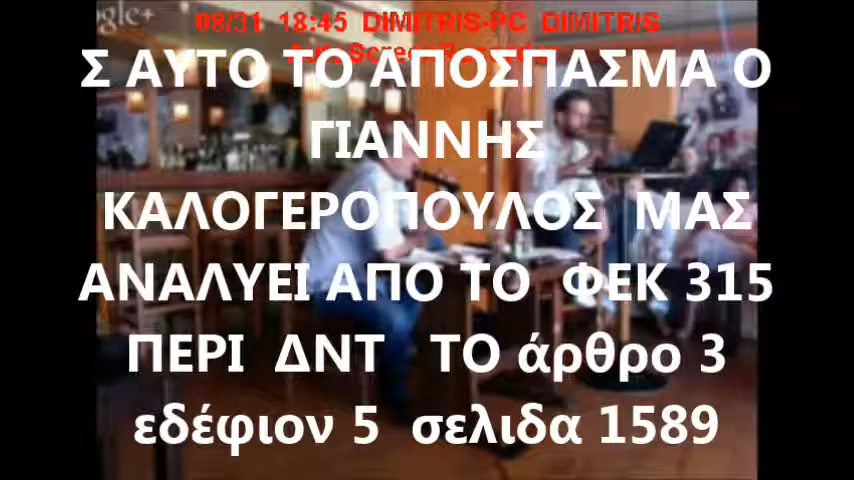 ogle+
08/31 18:45 DIMITRIS-PC DIMITRIS
Σ ΑΥΤΟ ΤΟ ΑΠΟΣΠΑΣΜΑ Ο
ΓΙΑΝΝΗΣ
ΚΑΛΟΓΕΡΟΠΟΥΛΟΣ ΜΑΣ
ΑΝΑΛΥΕΙ ΑΠΟ ΤΟ ΦΕΚ 315
ΠΕΡΙ ΔΝΤ ΤΟ άρθρο 3
εδέφιον 5 σελιδα 1589